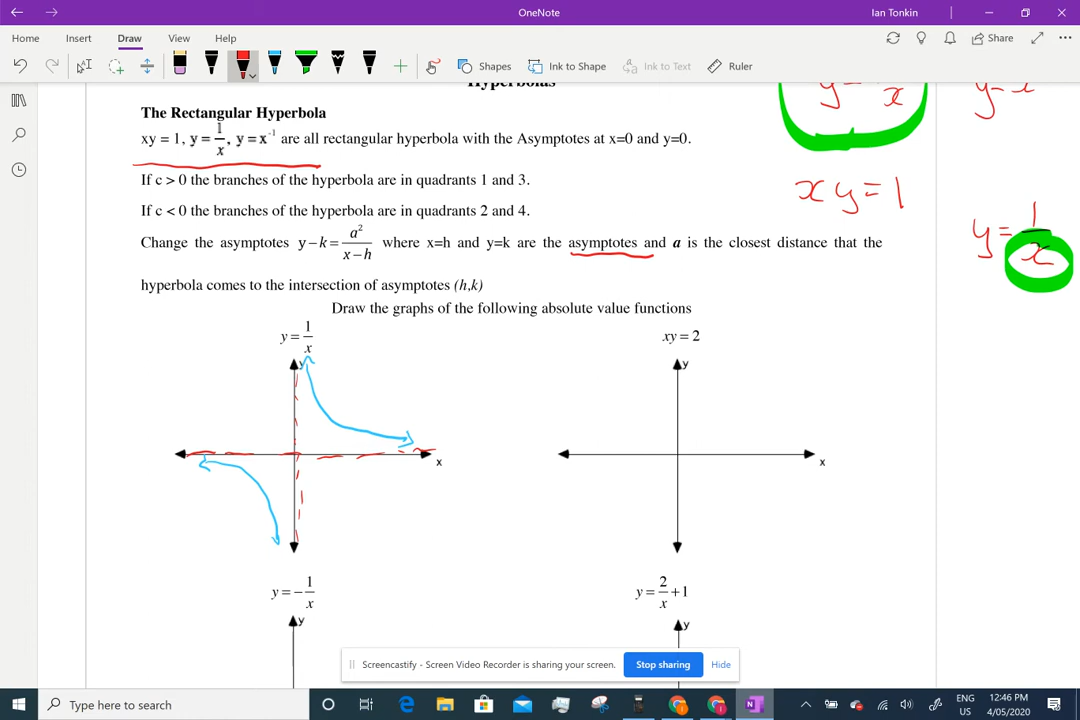 OneNote
Ian Tonkin
Home Insert Draw View Help
Share
Shapes
Ink to Shape
Ink to Text
Ruler
The Rectangular Hyperbola
xy = 1, y = 1/x, y = x⁻¹ are all rectangular hyperbola with the Asymptotes at x=0 and y=0.
If c > 0 the branches of the hyperbola are in quadrants 1 and 3.
If c < 0 the branches of the hyperbola are in quadrants 2 and 4.
Change the asymptotes y – k = a²/(x – h) where x=h and y=k are the asymptotes and a is the closest distance that the
hyperbola comes to the intersection of asymptotes (h,k)
Draw the graphs of the following absolute value functions
xy = 1
y = 1/x
y = 1/x
y
x
xy = 2
y
x
y = – 1/x
y
y = 2/x + 1
y
Screencastify - Screen Video Recorder is sharing your screen.
Stop sharing
Hide
Type here to search
ENG
US
12:46 PM
4/05/2020